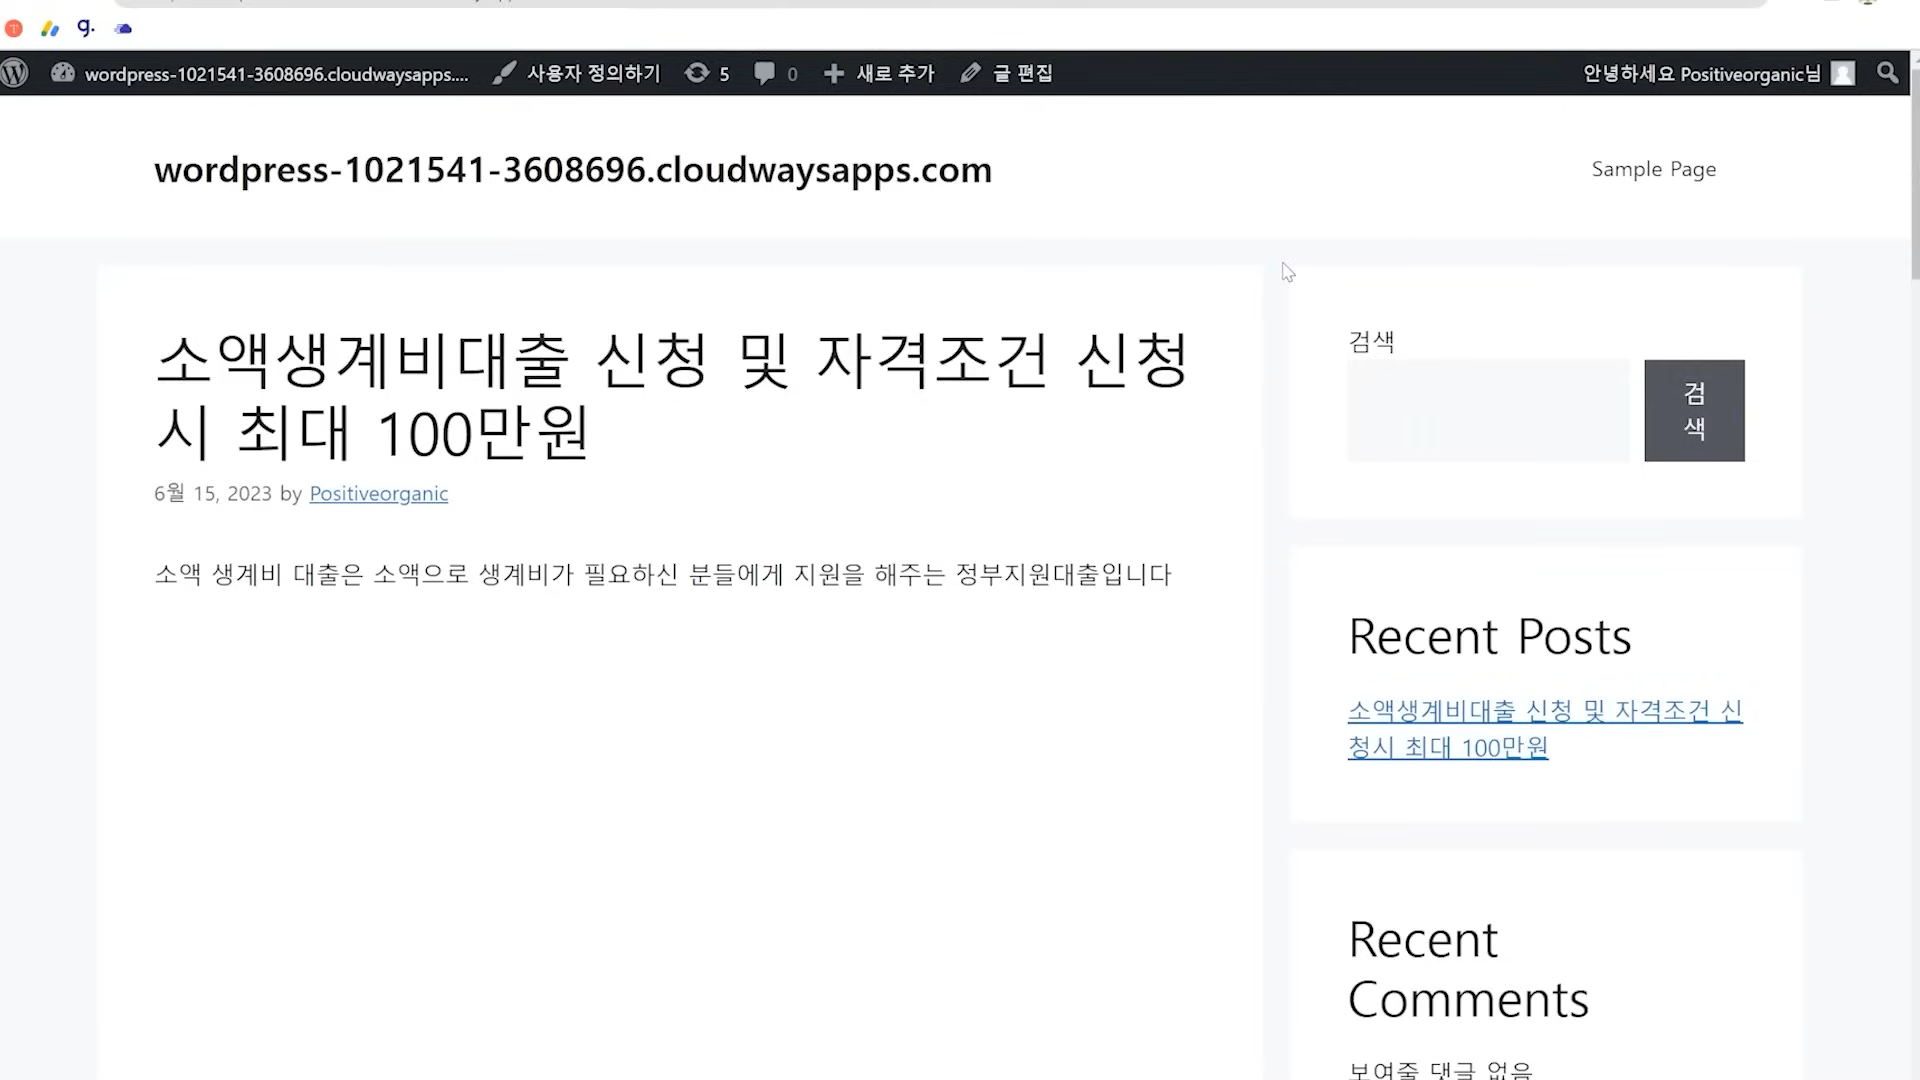 g.
wordpress-1021541-3608696.cloudwaysapps.... 사용자 정의하기 5 0 새로 추가 글 편집 안녕하세요 Positiveorganic님
wordpress-1021541-3608696.cloudwaysapps.com
Sample Page
소액생계비대출 신청 및 자격조건 신청
시 최대 100만원
6월 15, 2023 by Positiveorganic
소액 생계비 대출은 소액으로 생계비가 필요하신 분들에게 지원을 해주는 정부지원대출입니다
검색
검
색
Recent Posts
소액생계비대출 신청 및 자격조건 신
청시 최대 100만원
Recent
Comments
보여줄 댓글 없음